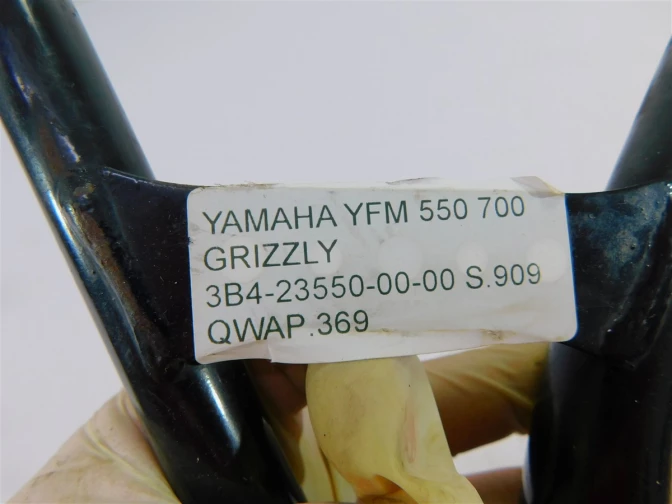 YAMAHA YFM 550 700
GRIZZLY
3B4-23550-00-00 S.909
QWAP.369